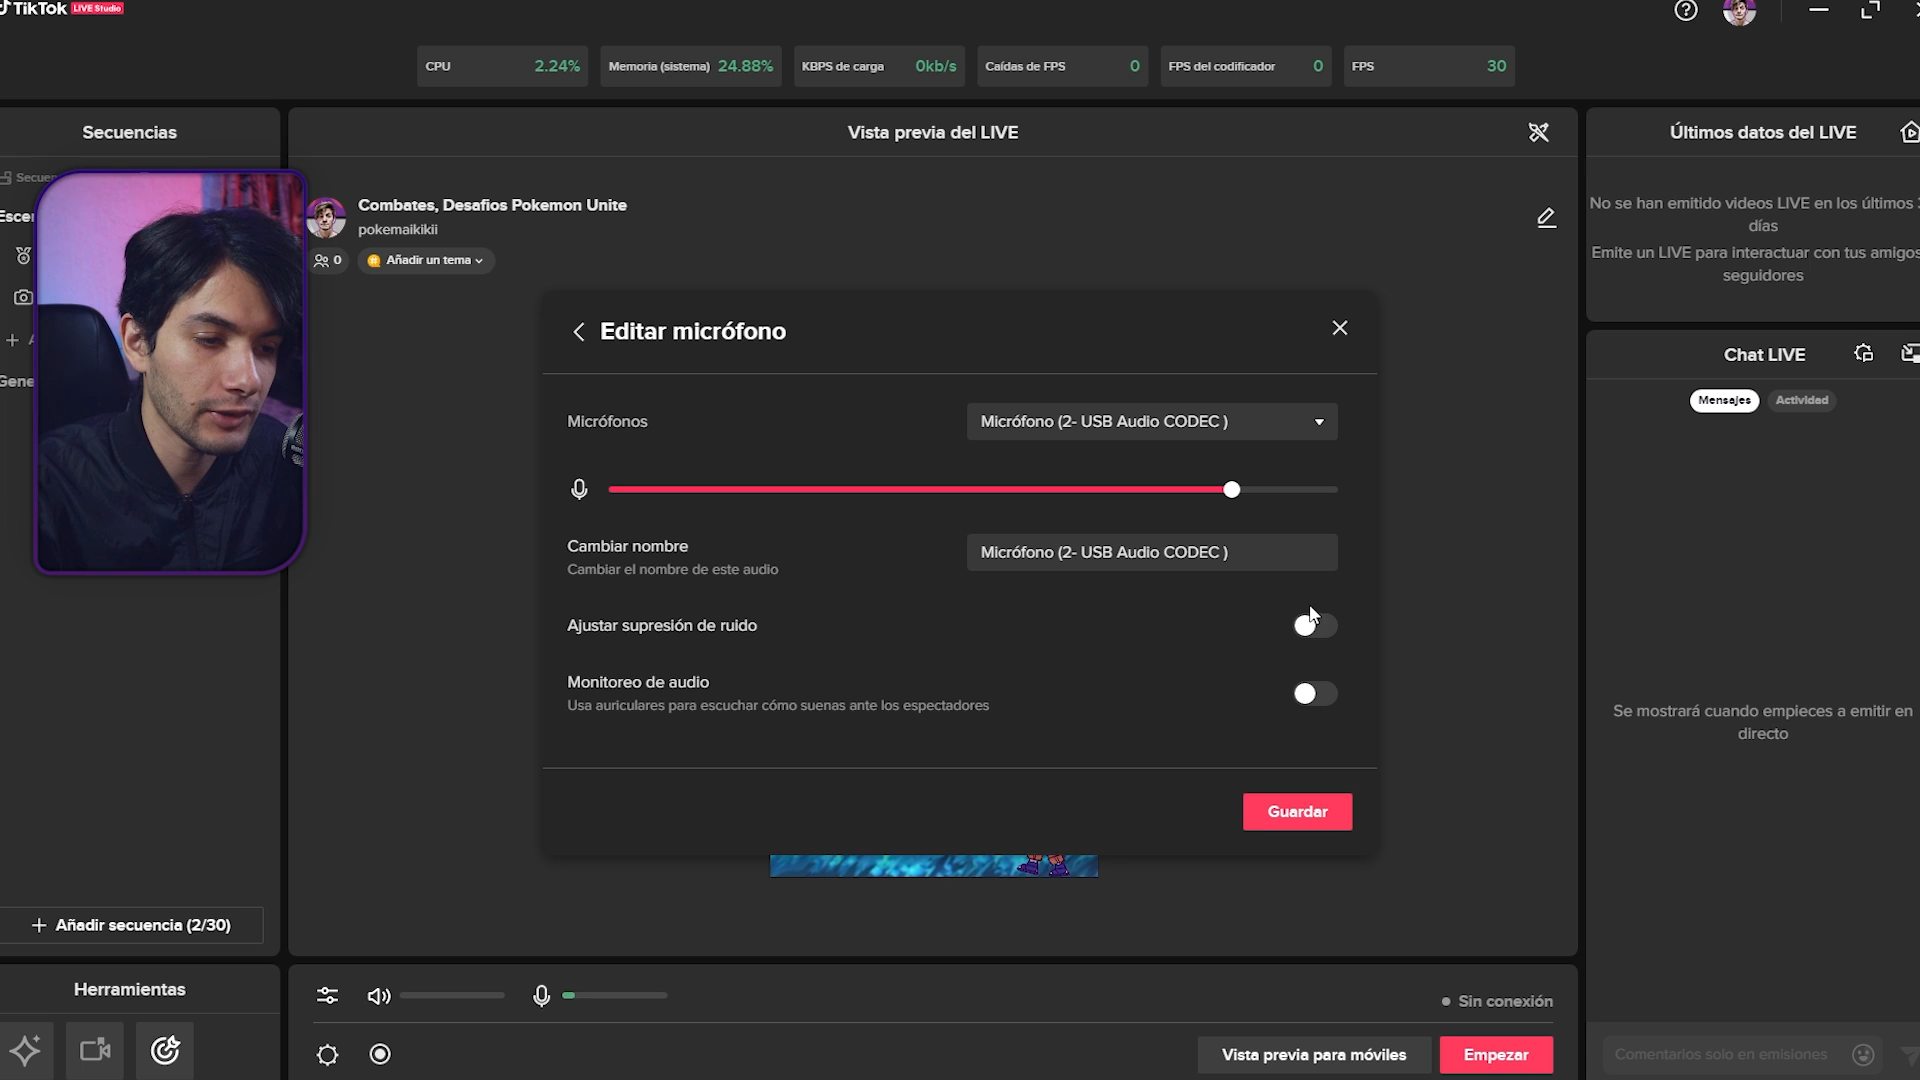 TikTok LIVE Studio
CPU 2.24%
Memoria (sistema) 24.88%
KBPS de carga 0kb/s
Caídas de FPS 0
FPS del codificador 0
FPS 30
Secuencias
Vista previa del LIVE
Últimos datos del LIVE
Combates, Desafios Pokemon Unite
pokemaikikii
0
Añadir un tema
No se han emitido videos LIVE en los últimos
días
Emite un LIVE para interactuar con tus amigos
seguidores
Editar micrófono
Chat LIVE
Mensajes
Actividad
Micrófonos
Micrófono (2- USB Audio CODEC )
Cambiar nombre
Cambiar el nombre de este audio
Micrófono (2- USB Audio CODEC )
Ajustar supresión de ruido
Monitoreo de audio
Usa auriculares para escuchar cómo suenas ante los espectadores
Se mostrará cuando empieces a emitir en
directo
Guardar
+ Añadir secuencia (2/30)
Herramientas
Sin conexión
Vista previa para móviles
Empezar
Comentarios solo en emisiones